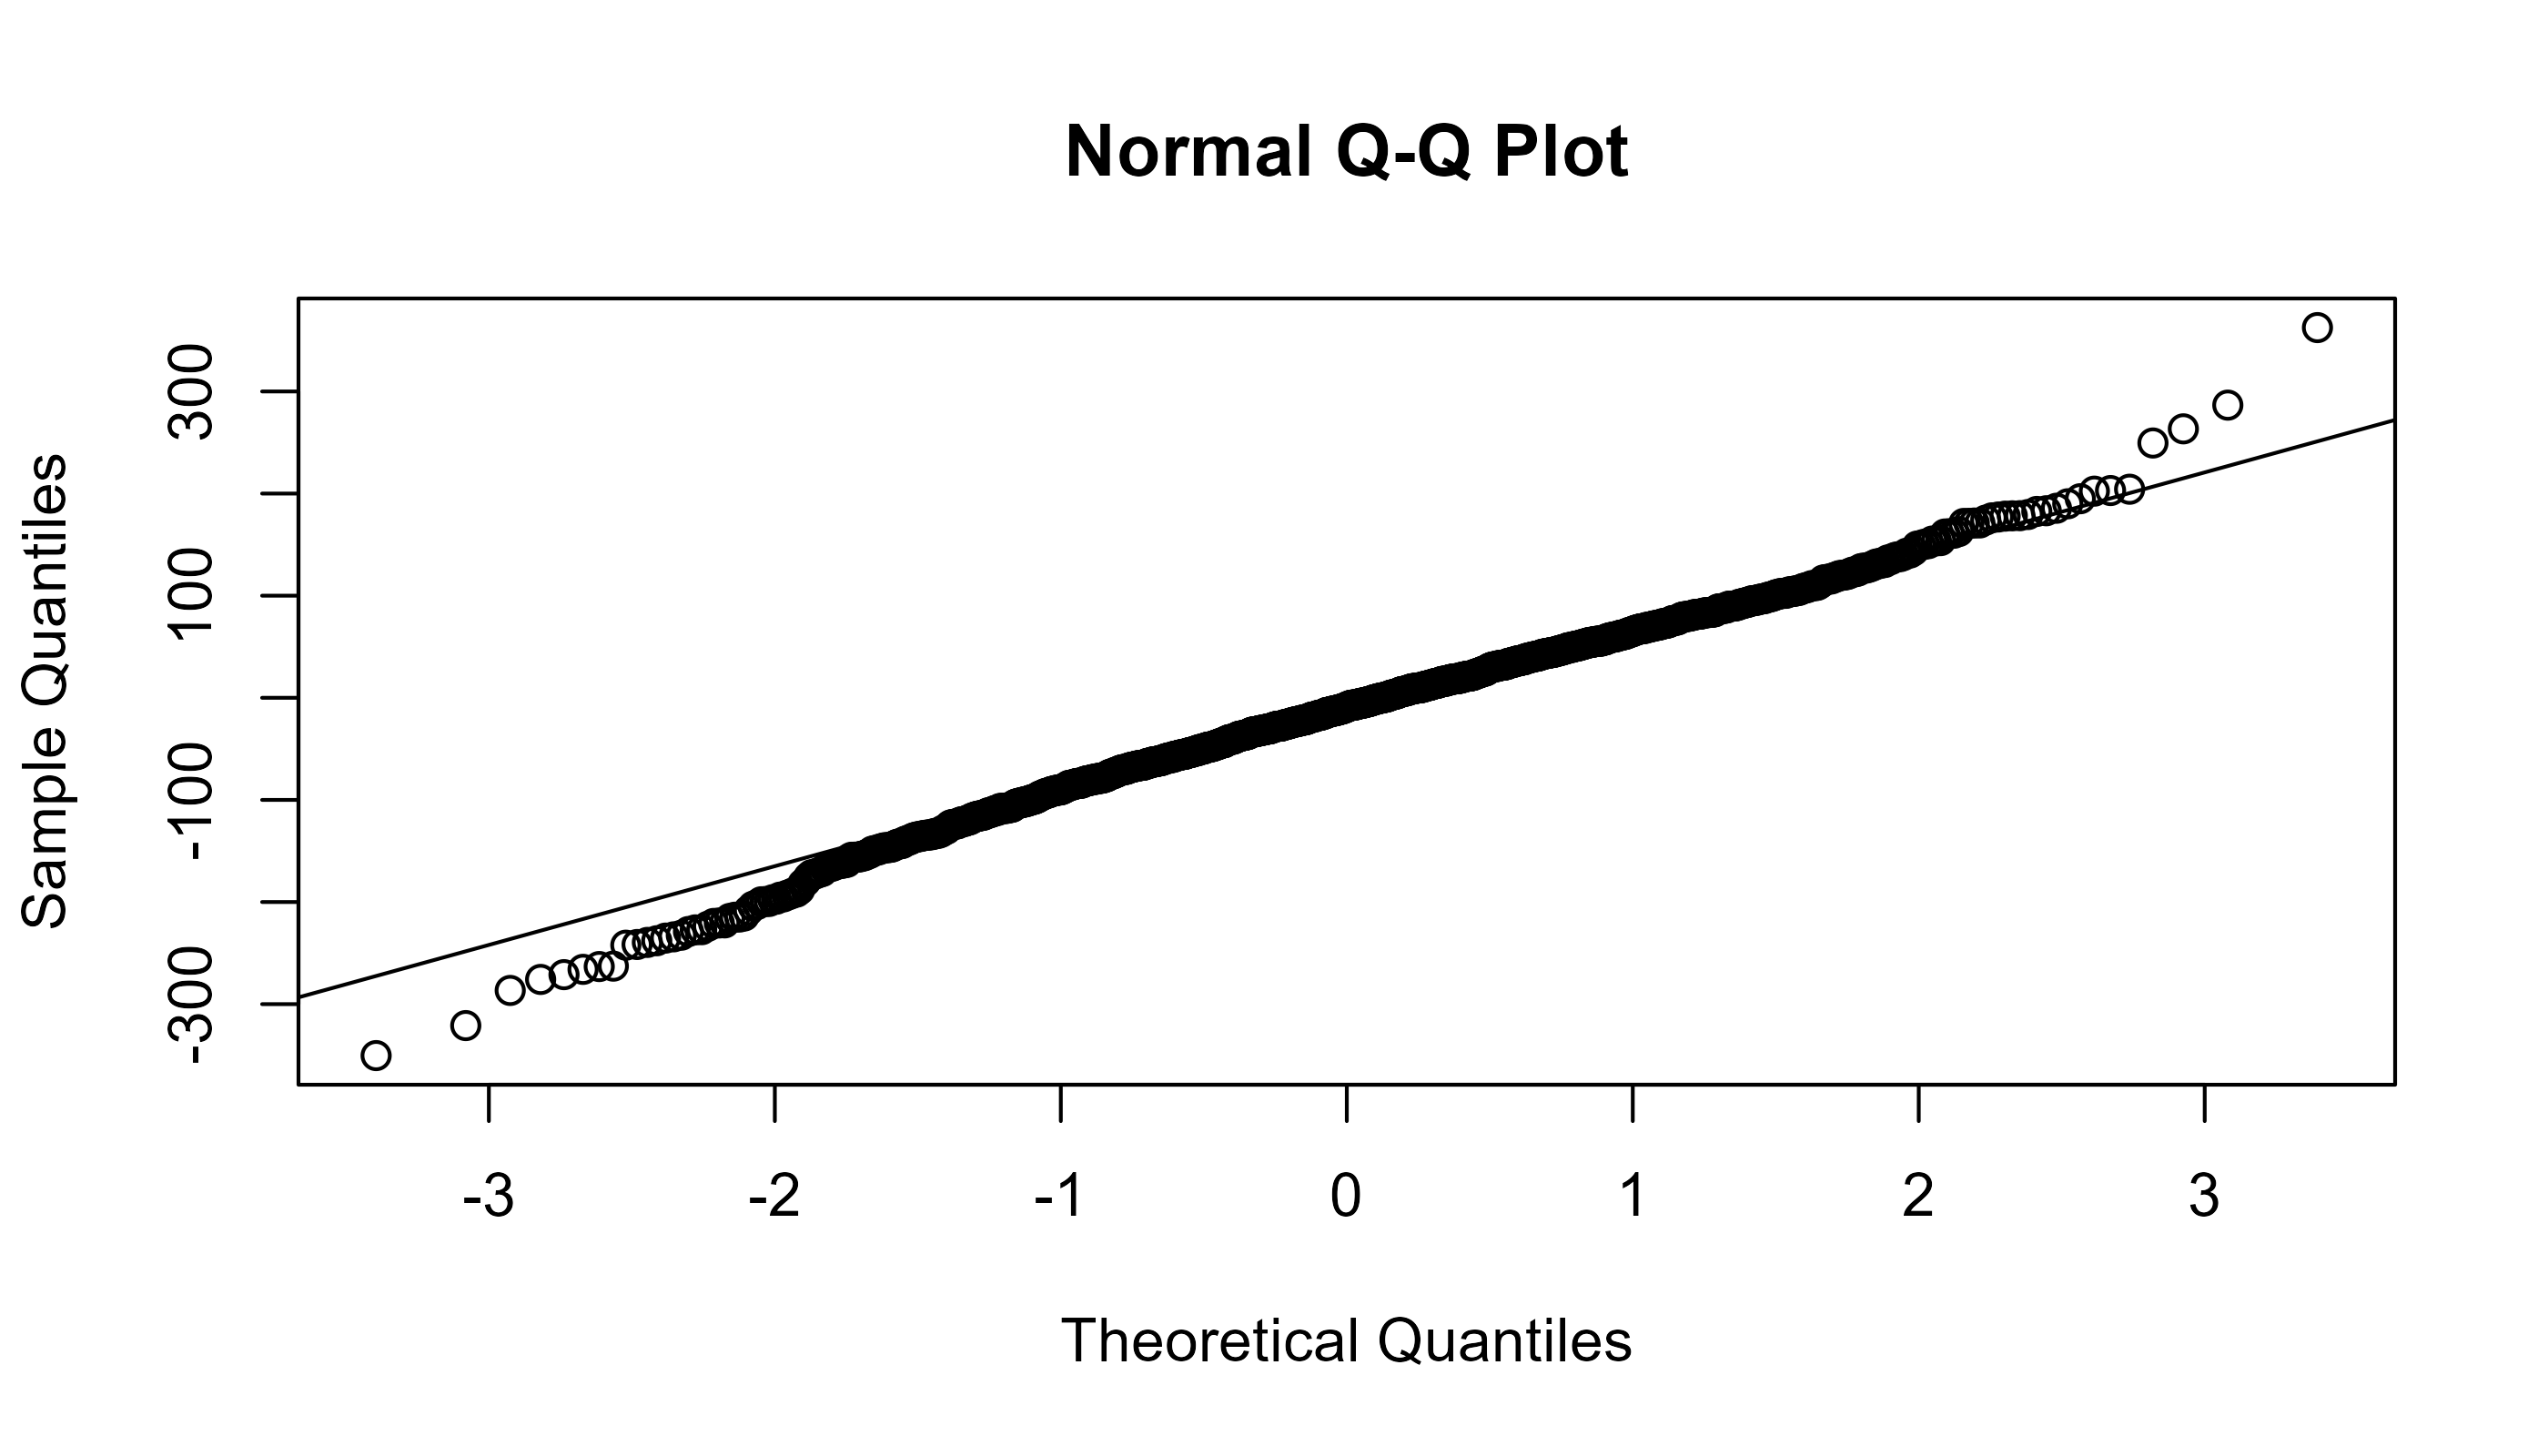 Normal Q-Q Plot
Sample Quantiles
300
100
-100
-300
-3 -2 -1 0 1 2 3
Theoretical Quantiles